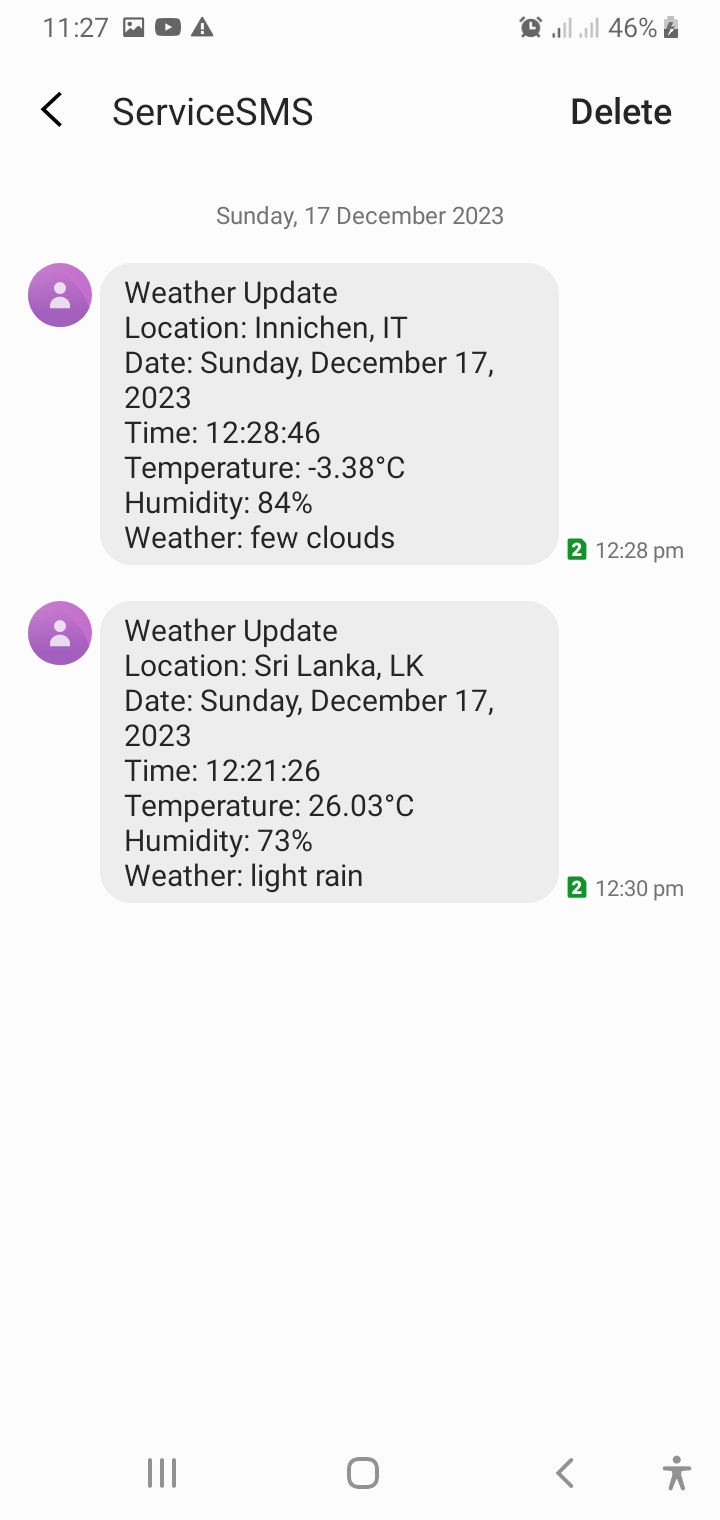 11:27 46%
ServiceSMS Delete
Sunday, 17 December 2023
Weather Update
Location: Innichen, IT
Date: Sunday, December 17,
2023
Time: 12:28:46
Temperature: -3.38°C
Humidity: 84%
Weather: few clouds
2 12:28 pm
Weather Update
Location: Sri Lanka, LK
Date: Sunday, December 17,
2023
Time: 12:21:26
Temperature: 26.03°C
Humidity: 73%
Weather: light rain
2 12:30 pm